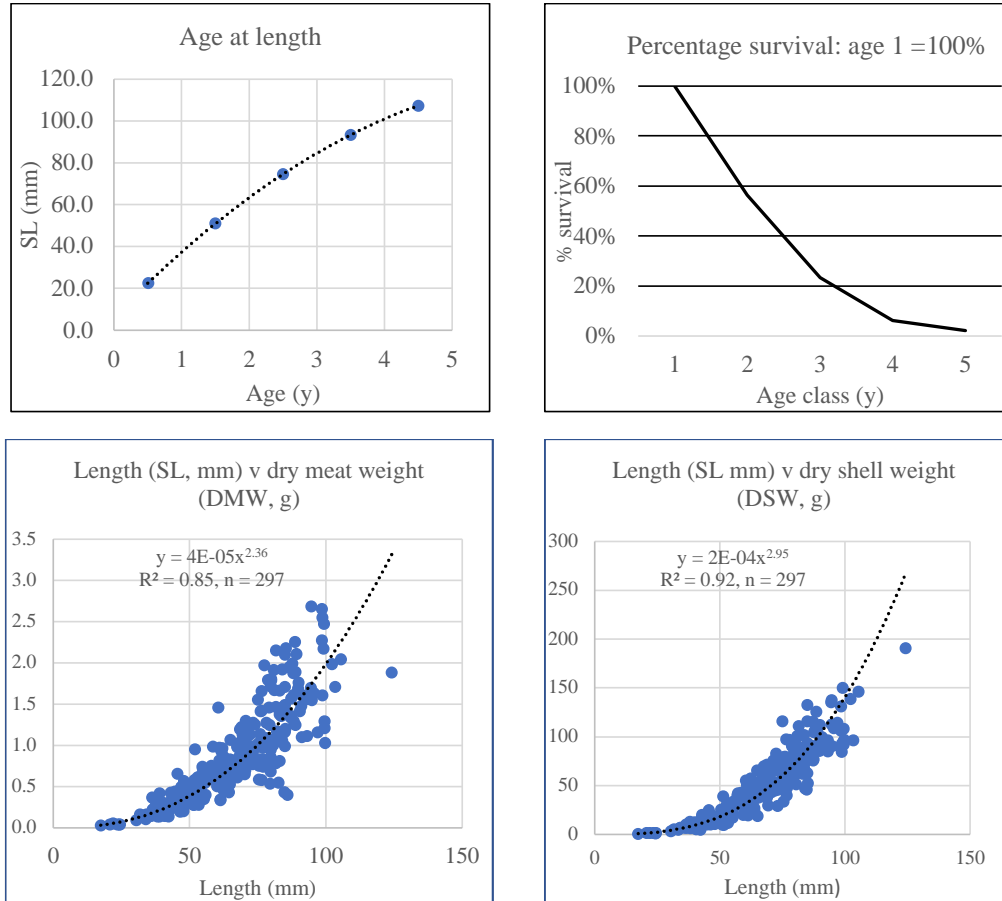 Age at length
120.0
100.0
80.0
60.0
40.0
20.0
0.0
SL (mm)
0 1 2 3 4 5
Age (y)
Percentage survival: age 1 =100%
100%
80%
60%
40%
20%
0%
% survival
1 2 3 4 5
Age class (y)
Length (SL, mm) v dry meat weight
(DMW, g)
y = 4E-05x^2.36
R² = 0.85, n = 297
3.5
3.0
2.5
2.0
1.5
1.0
0.5
0.0
0 50 100 150
Length (mm)
Length (SL mm) v dry shell weight
(DSW, g)
y = 2E-04x^2.95
R² = 0.92, n = 297
300
250
200
150
100
50
0
0 50 100 150
Length (mm)